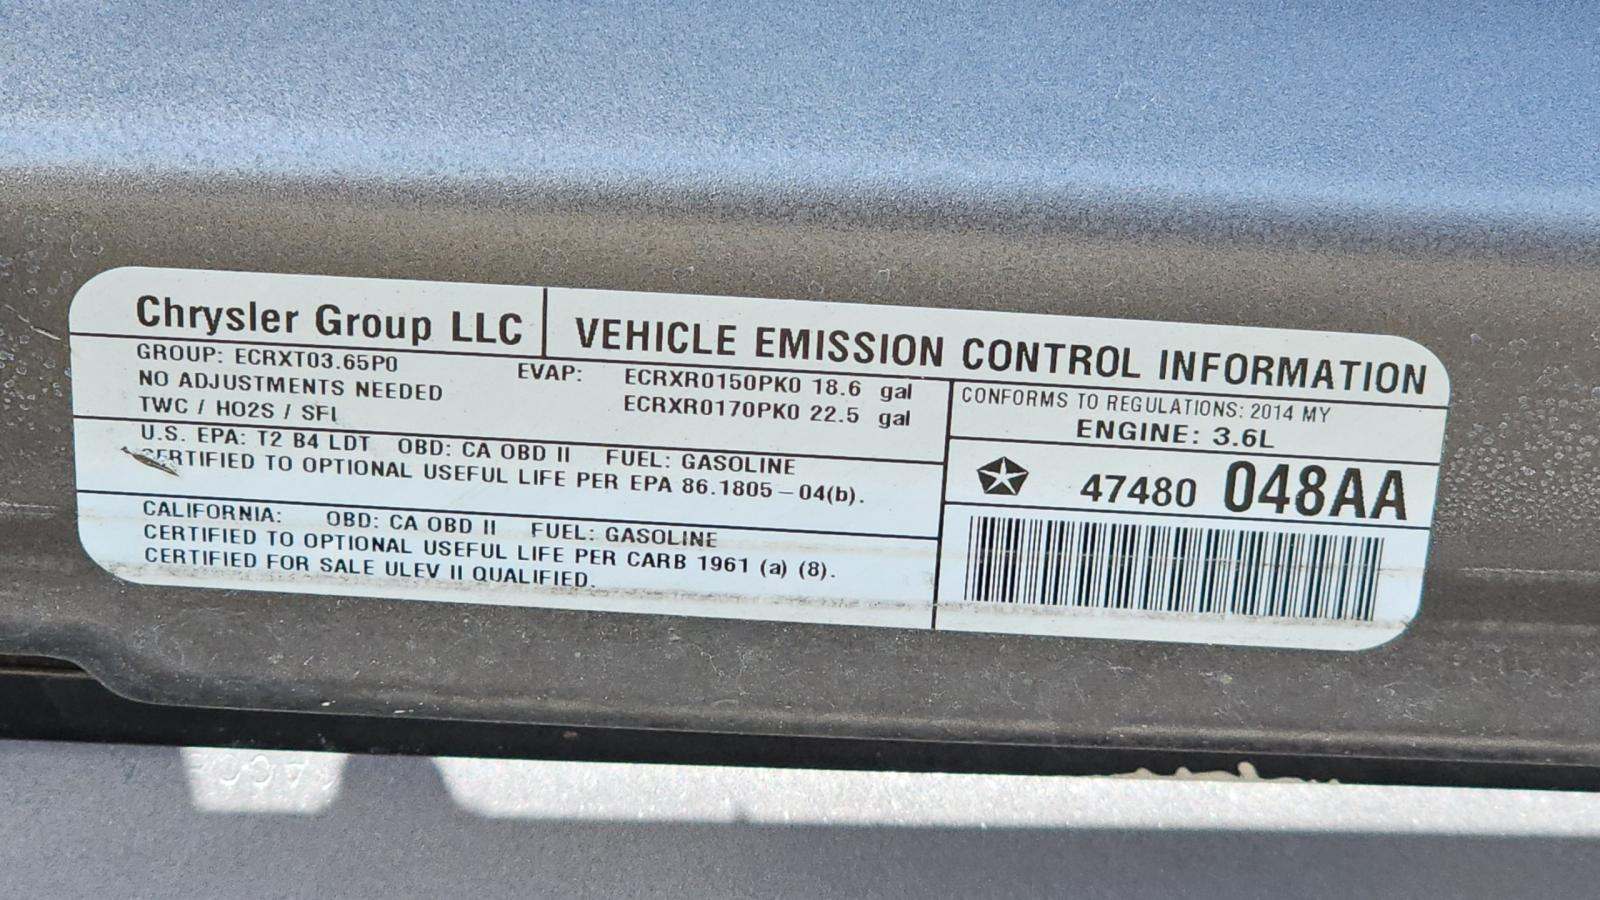 Chrysler Group LLC
VEHICLE EMISSION CONTROL INFORMATION
GROUP: ECRXT03.65P0
NO ADJUSTMENTS NEEDED
TWC / HO2S / SFI
EVAP: ECRXR0150PK0 18.6 gal
ECRXR0170PK0 22.5 gal
CONFORMS TO REGULATIONS: 2014 MY
ENGINE: 3.6L
U.S. EPA: T2 B4 LDT OBD: CA OBD II FUEL: GASOLINE
CERTIFIED TO OPTIONAL USEFUL LIFE PER EPA 86.1805-04(b).
47480 048AA
CALIFORNIA: OBD: CA OBD II FUEL: GASOLINE
CERTIFIED TO OPTIONAL USEFUL LIFE PER CARB 1961 (a) (8).
CERTIFIED FOR SALE ULEV II QUALIFIED.